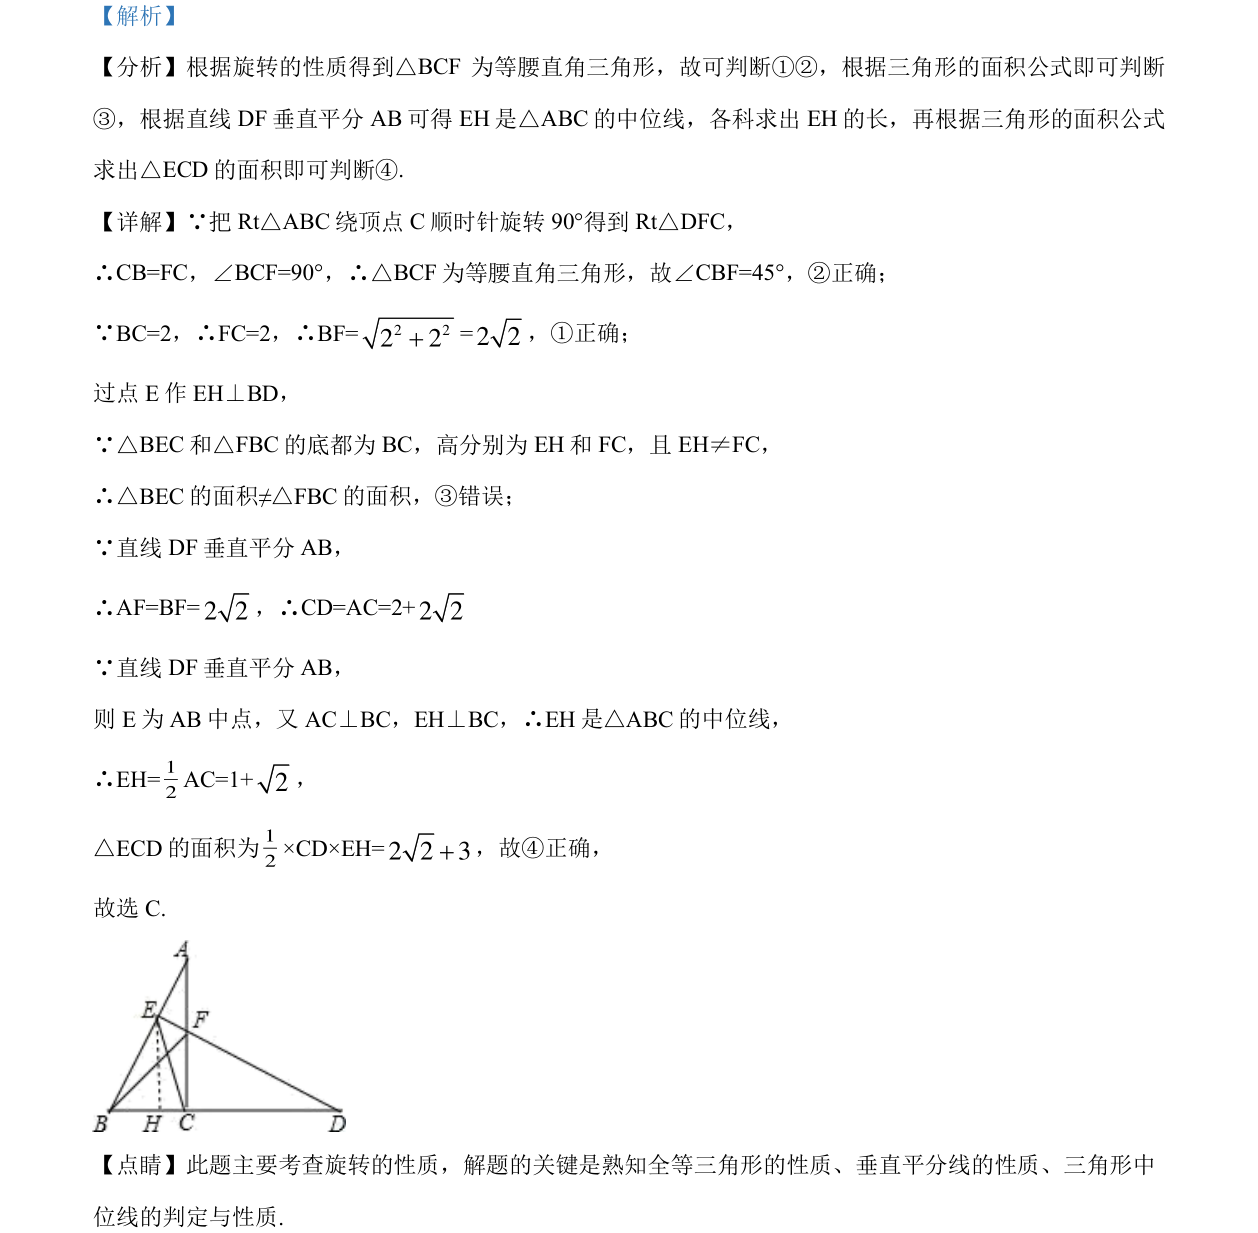 【解析】
【分析】根据旋转的性质得到△BCF 为等腰直角三角形，故可判断①②，根据三角形的面积公式即可判断
③，根据直线 DF 垂直平分 AB 可得 EH 是△ABC 的中位线，各科求出 EH 的长，再根据三角形的面积公式
求出△ECD 的面积即可判断④.
【详解】∵把 Rt△ABC 绕顶点 C 顺时针旋转 90°得到 Rt△DFC，
∴CB=FC，∠BCF=90°，∴△BCF 为等腰直角三角形，故∠CBF=45°，②正确；
∵BC=2，∴FC=2，∴BF=√(2²+2²)=2√2，①正确；
过点 E 作 EH⊥BD，
∵△BEC 和△FBC 的底都为 BC，高分别为 EH 和 FC，且 EH≠FC，
∴△BEC 的面积≠△FBC 的面积，③错误；
∵直线 DF 垂直平分 AB，
∴AF=BF=2√2，∴CD=AC=2+2√2
∵直线 DF 垂直平分 AB，
则 E 为 AB 中点，又 AC⊥BC，EH⊥BC，∴EH 是△ABC 的中位线，
∴EH=1/2 AC=1+√2，
△ECD 的面积为1/2×CD×EH=2√2+3，故④正确，
故选 C.
A
E
F
B H C D
【点睛】此题主要考查旋转的性质，解题的关键是熟知全等三角形的性质、垂直平分线的性质、三角形中
位线的判定与性质.